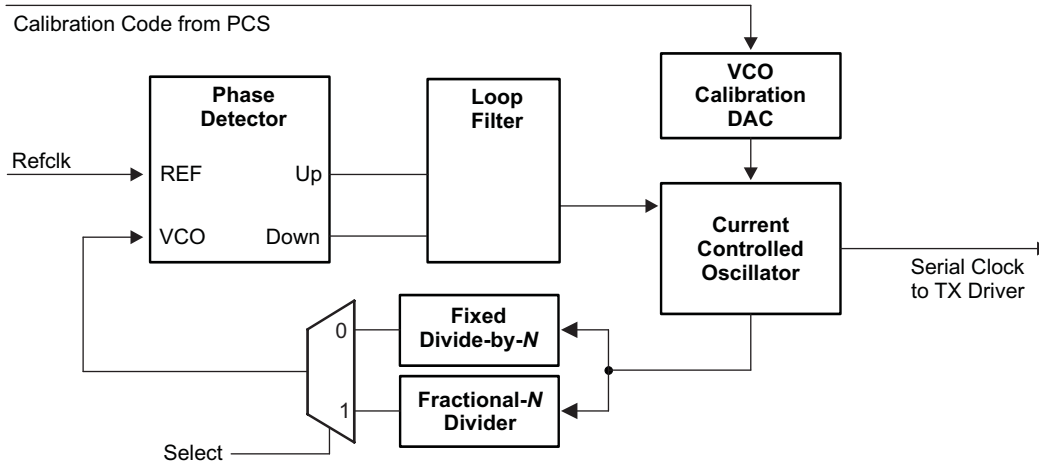 Calibration Code from PCS
VCO
Calibration
DAC
Phase
Detector
Loop
Filter
Refclk
REF
Up
VCO
Down
Current
Controlled
Oscillator
Serial Clock
to TX Driver
0
Fixed
Divide-by-N
1
Fractional-N
Divider
Select